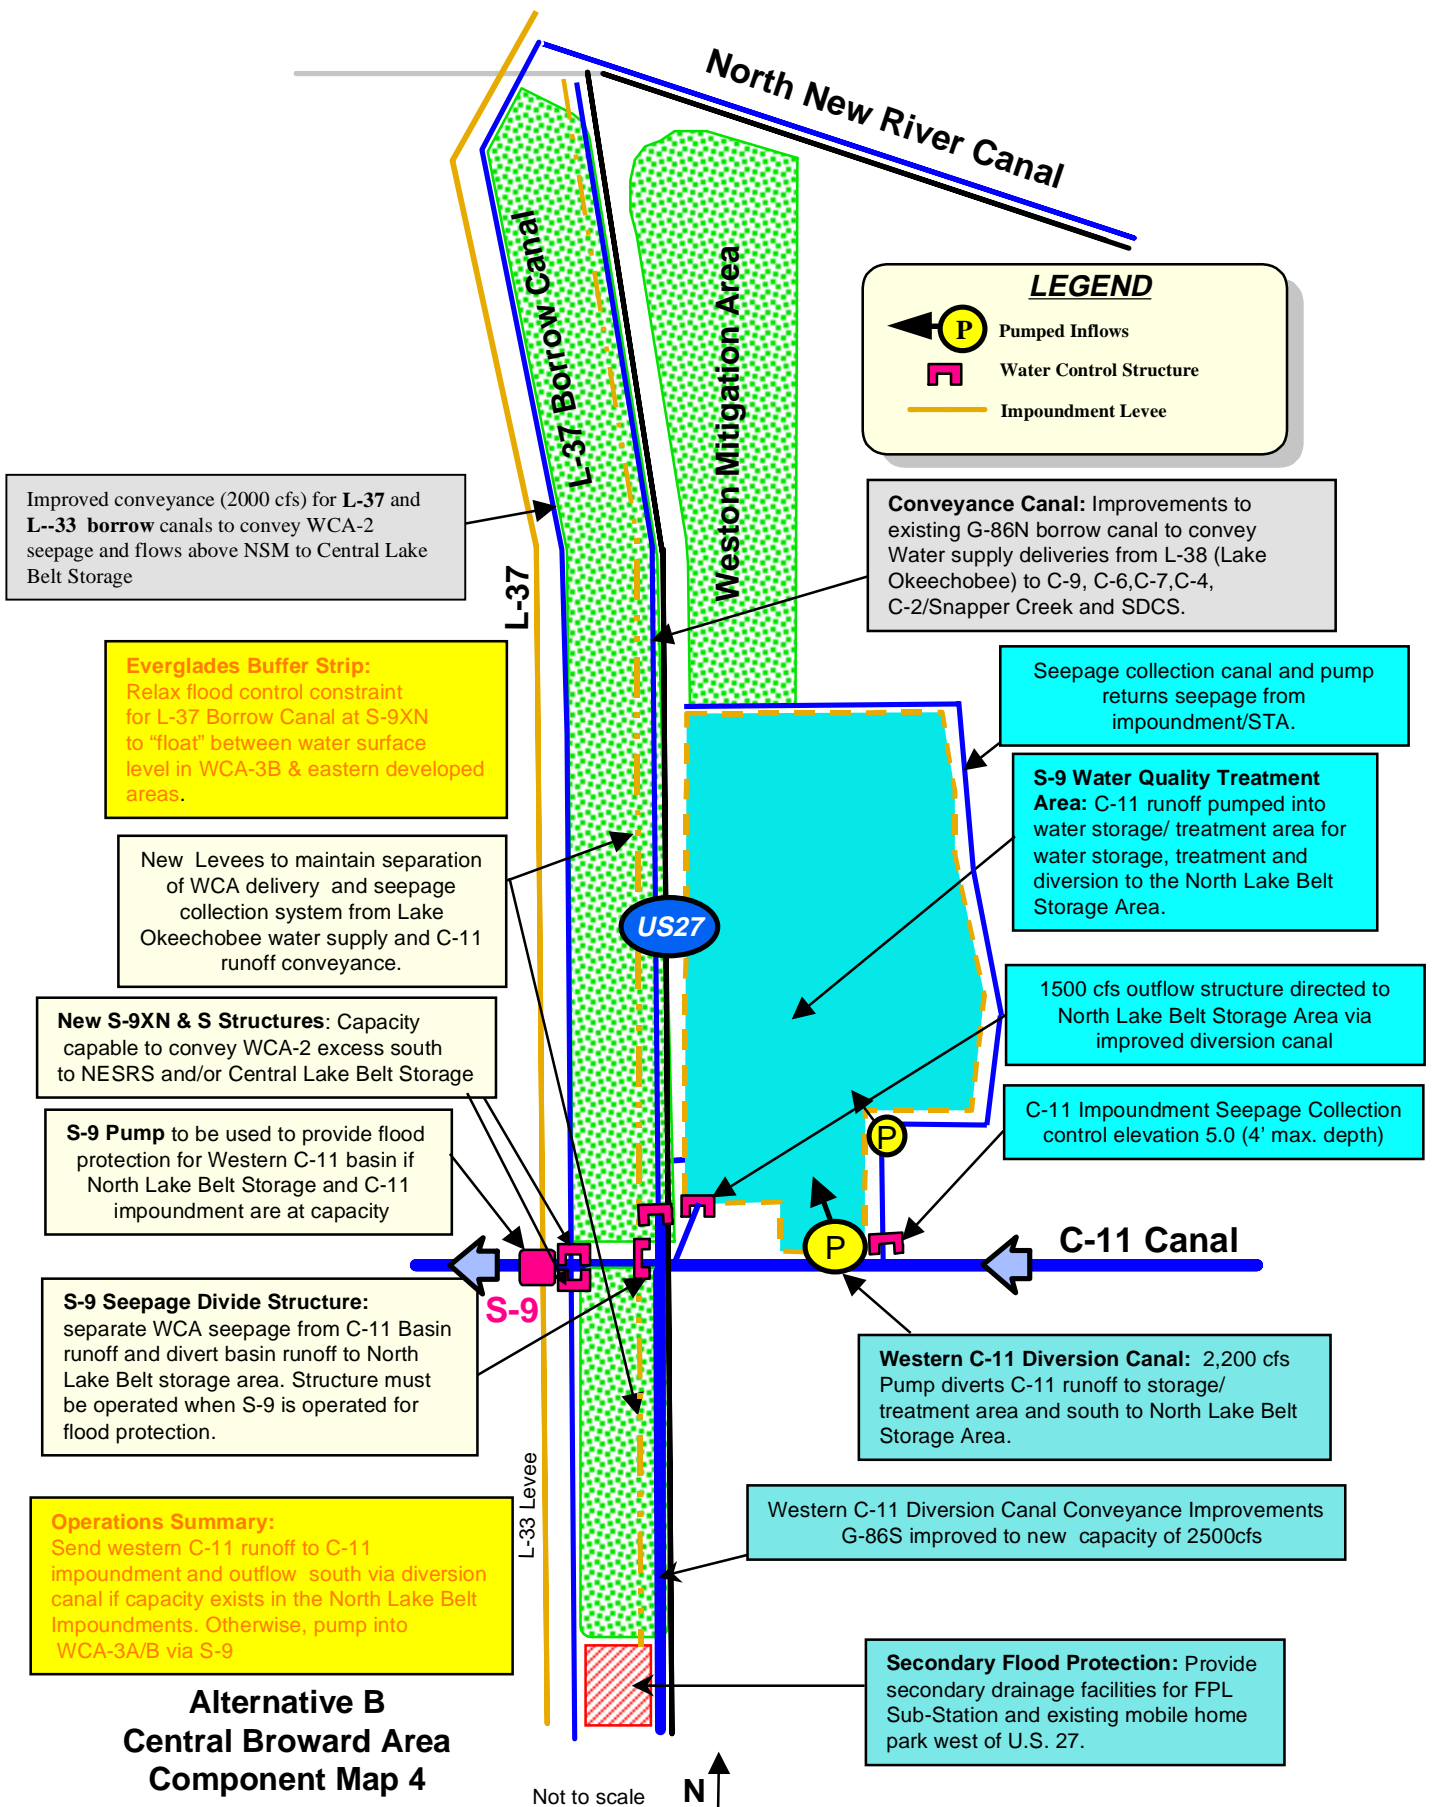 North New River Canal
L-37 Borrow Canal
Weston Mitigation Area
LEGEND
P
Pumped Inflows
Water Control Structure
Impoundment Levee
Improved conveyance (2000 cfs) for L-37 and
L--33 borrow canals to convey WCA-2
seepage and flows above NSM to Central Lake
Belt Storage
L-37
Conveyance Canal: Improvements to
existing G-86N borrow canal to convey
Water supply deliveries from L-38 (Lake
Okeechobee) to C-9, C-6,C-7,C-4,
C-2/Snapper Creek and SDCS.
Everglades Buffer Strip:
Relax flood control constraint
for L-37 Borrow Canal at S-9XN
to “float” between water surface
level in WCA-3B & eastern developed
areas.
Seepage collection canal and pump
returns seepage from
impoundment/STA.
S-9 Water Quality Treatment
Area: C-11 runoff pumped into
water storage/ treatment area for
water storage, treatment and
diversion to the North Lake Belt
Storage Area.
New Levees to maintain separation
of WCA delivery and seepage
collection system from Lake
Okeechobee water supply and C-11
runoff conveyance.
US27
1500 cfs outflow structure directed to
North Lake Belt Storage Area via
improved diversion canal
New S-9XN & S Structures: Capacity
capable to convey WCA-2 excess south
to NESRS and/or Central Lake Belt Storage
C-11 Impoundment Seepage Collection
control elevation 5.0 (4’ max. depth)
S-9 Pump to be used to provide flood
protection for Western C-11 basin if
North Lake Belt Storage and C-11
impoundment are at capacity
P
P
C-11 Canal
S-9
S-9 Seepage Divide Structure:
separate WCA seepage from C-11 Basin
runoff and divert basin runoff to North
Lake Belt storage area. Structure must
be operated when S-9 is operated for
flood protection.
Western C-11 Diversion Canal: 2,200 cfs
Pump diverts C-11 runoff to storage/
treatment area and south to North Lake Belt
Storage Area.
L-33 Levee
Western C-11 Diversion Canal Conveyance Improvements
G-86S improved to new capacity of 2500cfs
Operations Summary:
Send western C-11 runoff to C-11
impoundment and outflow south via diversion
canal if capacity exists in the North Lake Belt
Impoundments. Otherwise, pump into
WCA-3A/B via S-9
Secondary Flood Protection: Provide
secondary drainage facilities for FPL
Sub-Station and existing mobile home
park west of U.S. 27.
Alternative B
Central Broward Area
Component Map 4
Not to scale
N